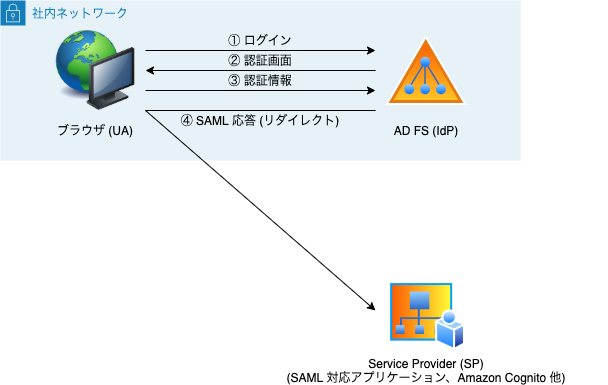 社内ネットワーク
① ログイン
② 認証画面
③ 認証情報
④ SAML 応答 (リダイレクト)
ブラウザ (UA)
AD FS (IdP)
Service Provider (SP)
(SAML 対応アプリケーション、Amazon Cognito 他)